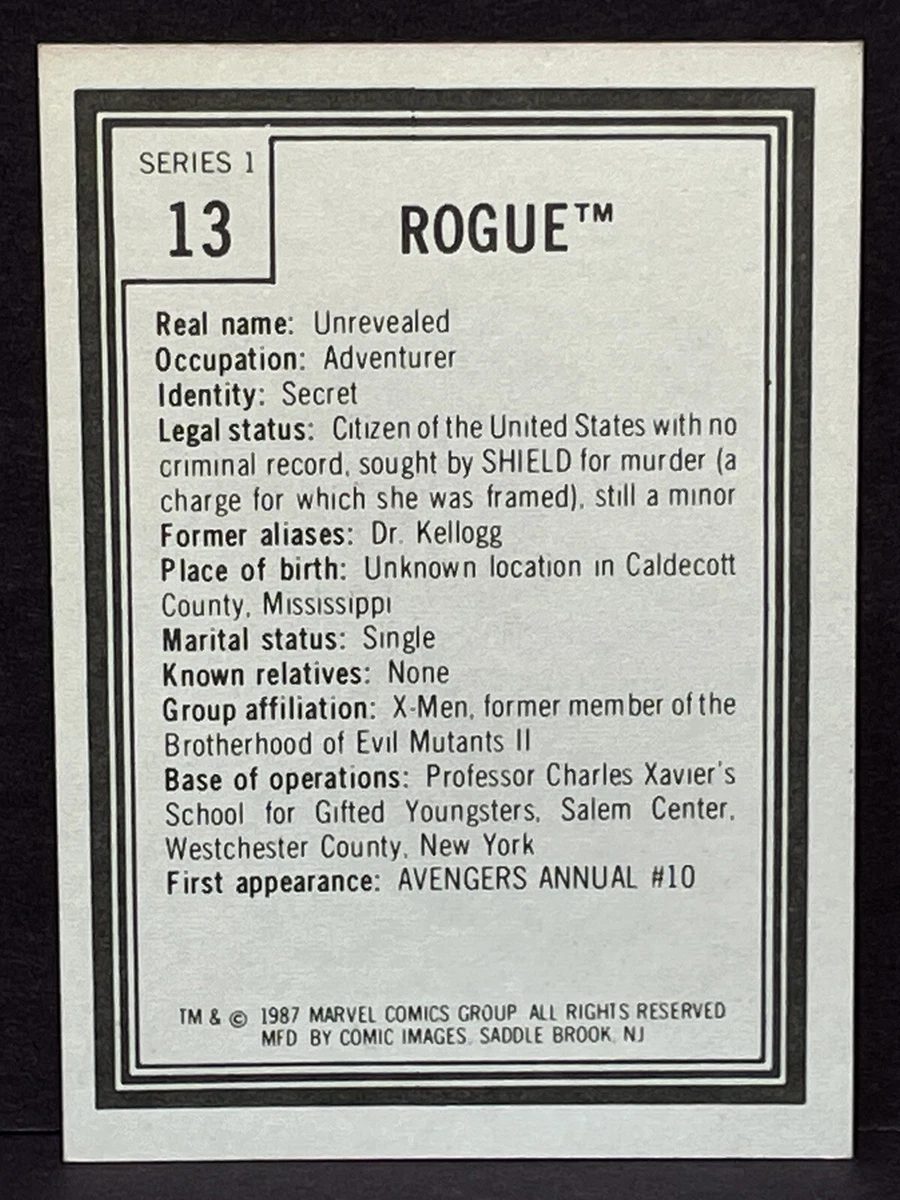 SERIES 1
13
ROGUE™
Real name: Unrevealed
Occupation: Adventurer
Identity: Secret
Legal status: Citizen of the United States with no
criminal record, sought by SHIELD for murder (a
charge for which she was framed), still a minor
Former aliases: Dr. Kellogg
Place of birth: Unknown location in Caldecott
County, Mississippi
Marital status: Single
Known relatives: None
Group affiliation: X-Men, former member of the
Brotherhood of Evil Mutants II
Base of operations: Professor Charles Xavier's
School for Gifted Youngsters, Salem Center,
Westchester County, New York
First appearance: AVENGERS ANNUAL #10
TM & © 1987 MARVEL COMICS GROUP ALL RIGHTS RESERVED
MFD BY COMIC IMAGES, SADDLE BROOK, NJ